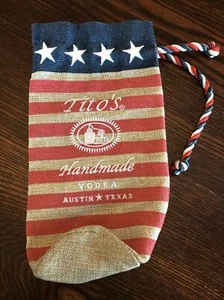 Tito's
Handmade
VODKA
AUSTIN ★ TEXAS